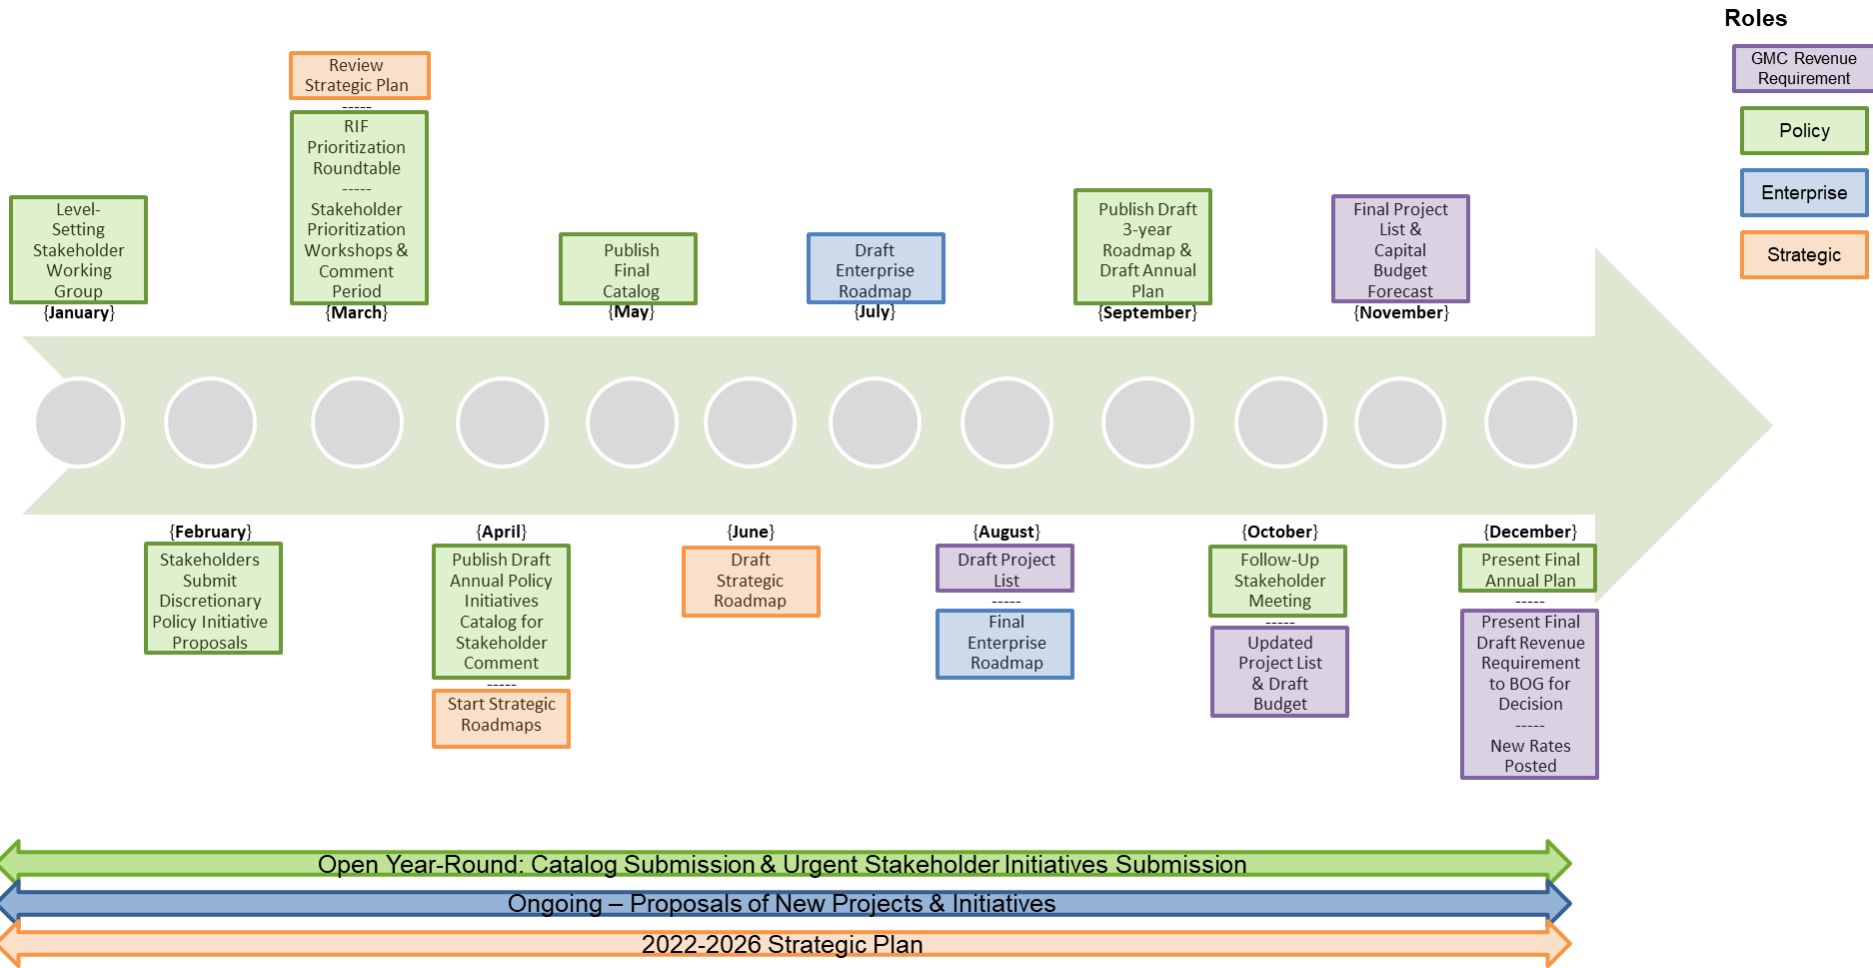 Roles
GMC Revenue
Requirement
Policy
Enterprise
Strategic
Level-
Setting
Stakeholder
Working
Group
{January}
Review
Strategic Plan
-----
RIF
Prioritization
Roundtable
-----
Stakeholder
Prioritization
Workshops &
Comment
Period
{March}
Publish
Final
Catalog
{May}
Draft
Enterprise
Roadmap
{July}
Publish Draft
3-year
Roadmap &
Draft Annual
Plan
{September}
Final Project
List &
Capital
Budget
Forecast
{November}
{February}
Stakeholders
Submit
Discretionary
Policy Initiative
Proposals
{April}
Publish Draft
Annual Policy
Initiatives
Catalog for
Stakeholder
Comment
-----
Start Strategic
Roadmaps
{June}
Draft
Strategic
Roadmap
{August}
Draft Project
List
-----
Final
Enterprise
Roadmap
{October}
Follow-Up
Stakeholder
Meeting
-----
Updated
Project List
& Draft
Budget
{December}
Present Final
Annual Plan
-----
Present Final
Draft Revenue
Requirement
to BOG for
Decision
-----
New Rates
Posted
Open Year-Round: Catalog Submission & Urgent Stakeholder Initiatives Submission
Ongoing – Proposals of New Projects & Initiatives
2022-2026 Strategic Plan